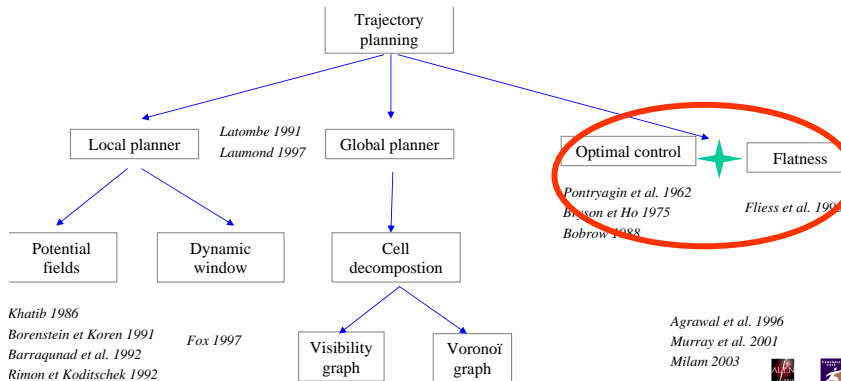 Trajectory
planning
Local planner
Latombe 1991
Laumond 1997
Global planner
Optimal control
Flatness
Pontryagin et al. 1962
Bryson et Ho 1975
Bobrow 1988
Fliess et al.
Potential
fields
Dynamic
window
Cell
decompostion
Khatib 1986
Borenstein et Koren 1991
Barraqunad et al. 1992
Rimon et Koditschek 1992
Fox 1997
Visibility
graph
Voronoï
graph
Agrawal et al. 1996
Murray et al. 2001
Milam 2003